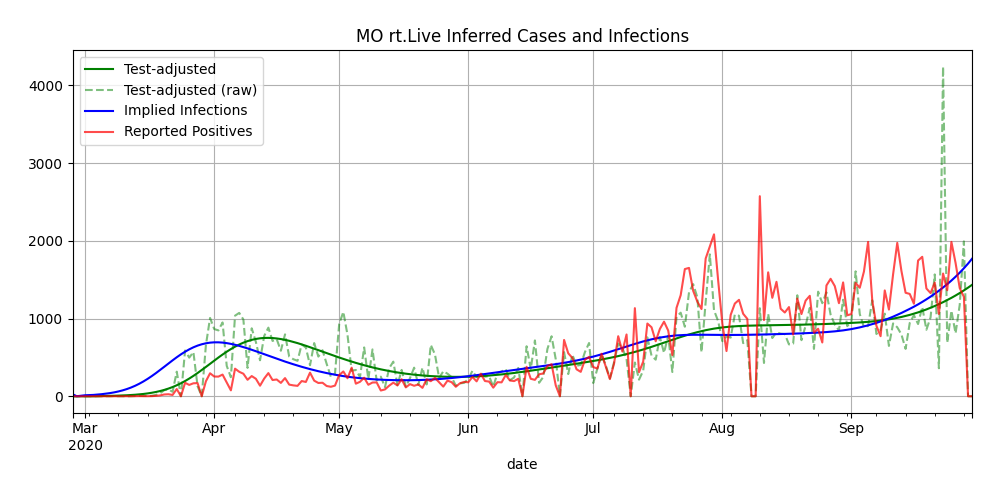 MO rt.Live Inferred Cases and Infections
Test-adjusted
Test-adjusted (raw)
Implied Infections
Reported Positives
4000
3000
2000
1000
0
Mar Apr May Jun Jul Aug Sep
2020
date